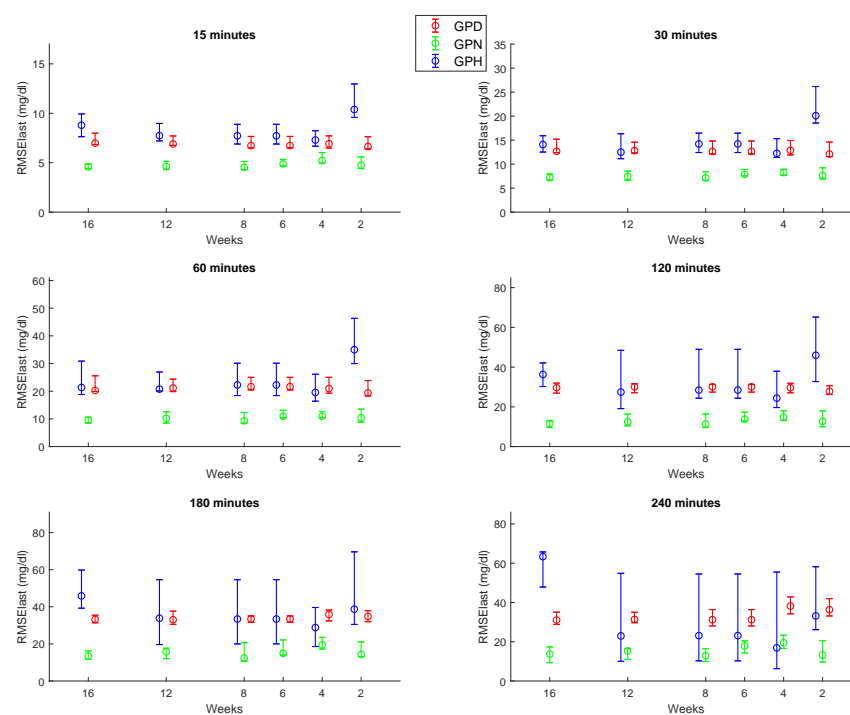 GPD
GPN
GPH
15 minutes
RMSElast (mg/dl)
15
10
5
0
16 12 8 6 4 2
Weeks
30 minutes
RMSElast (mg/dl)
35
30
25
20
15
10
5
0
16 12 8 6 4 2
Weeks
60 minutes
RMSElast (mg/dl)
60
50
40
30
20
10
0
16 12 8 6 4 2
Weeks
120 minutes
RMSElast (mg/dl)
80
60
40
20
0
16 12 8 6 4 2
Weeks
180 minutes
RMSElast (mg/dl)
80
60
40
20
0
16 12 8 6 4 2
Weeks
240 minutes
RMSElast (mg/dl)
80
60
40
20
0
16 12 8 6 4 2
Weeks